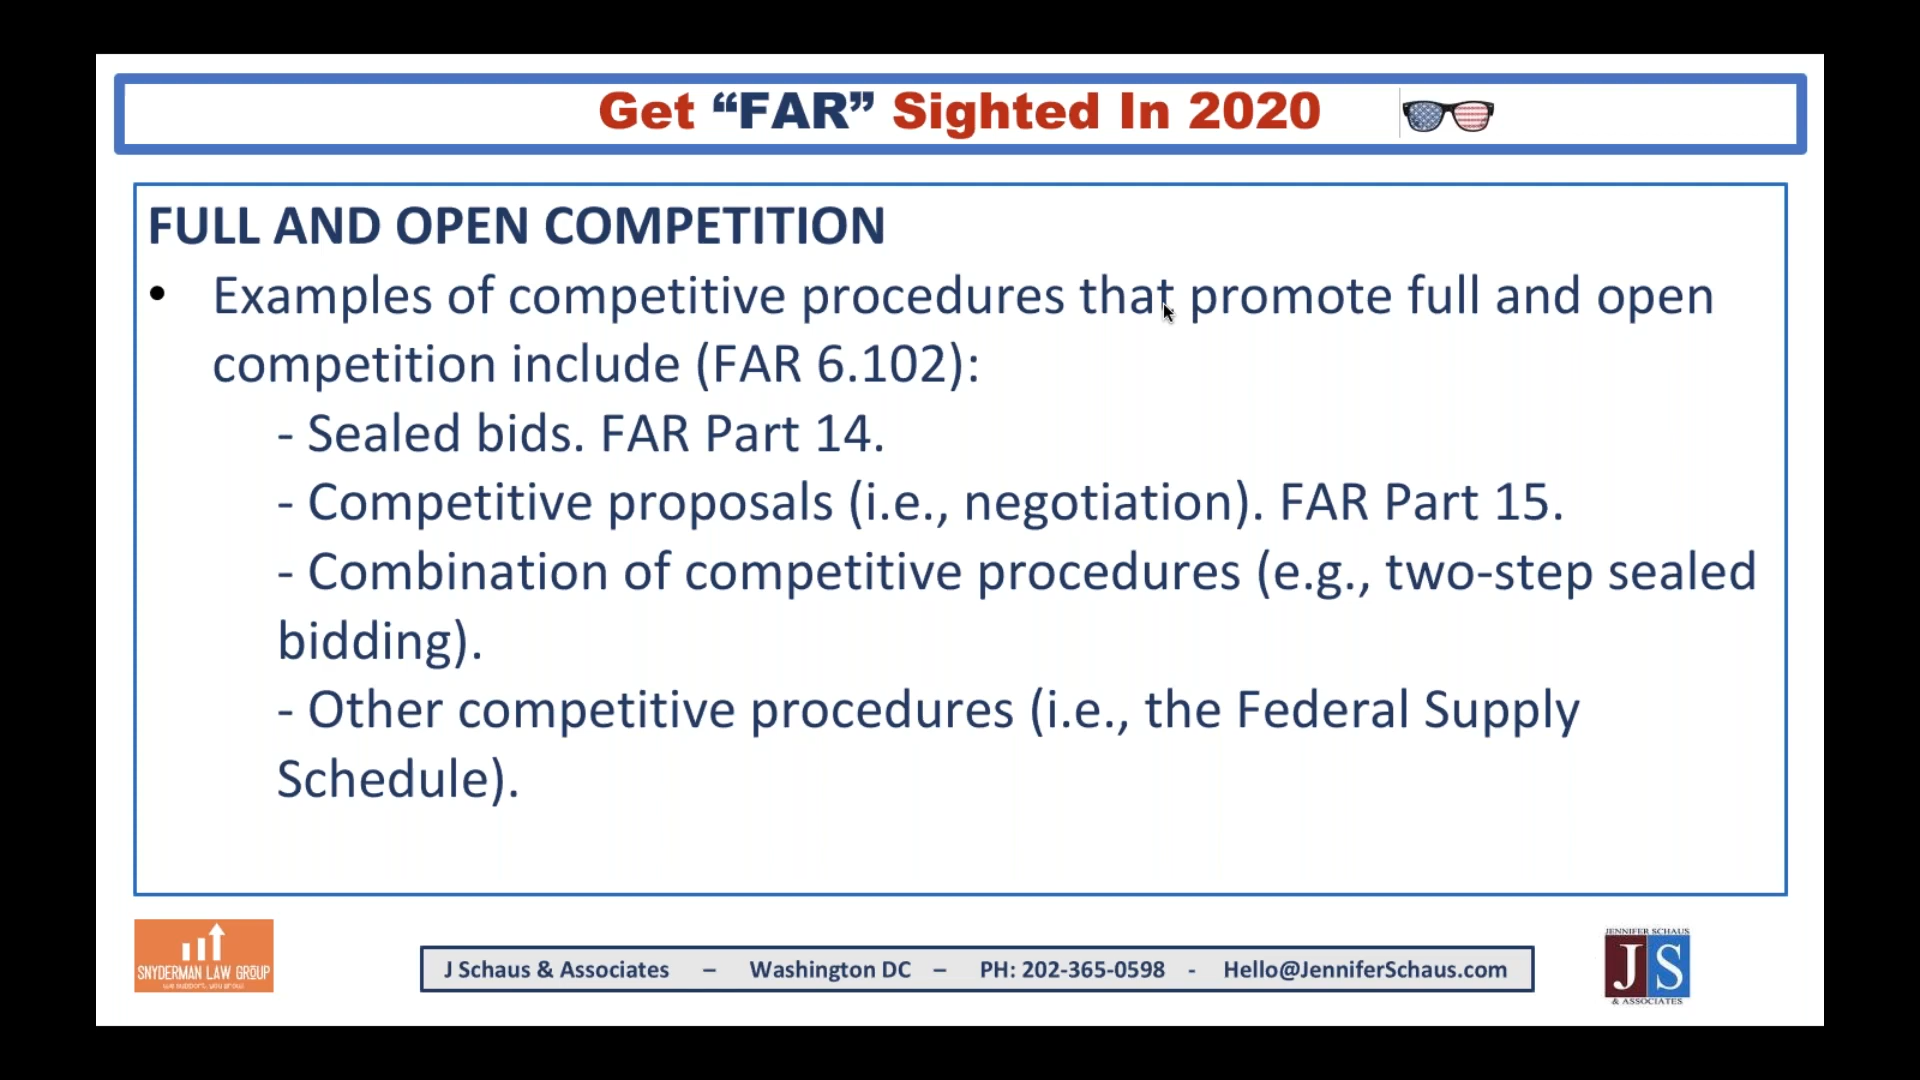 Get “FAR” Sighted In 2020
FULL AND OPEN COMPETITION
• Examples of competitive procedures that promote full and open
competition include (FAR 6.102):
- Sealed bids. FAR Part 14.
- Competitive proposals (i.e., negotiation). FAR Part 15.
- Combination of competitive procedures (e.g., two-step sealed
bidding).
- Other competitive procedures (i.e., the Federal Supply
Schedule).
SNYDERMAN LAW GROUP
we support, you grow
J Schaus & Associates – Washington DC – PH: 202-365-0598 - Hello@JenniferSchaus.com
JENNIFER SCHAUS
JS
& ASSOCIATES